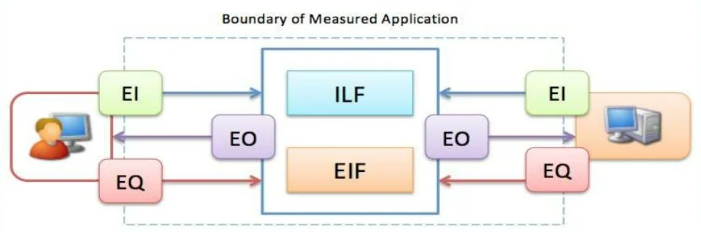 Boundary of Measured Application
EI
ILF
EI
EO
EO
EQ
EIF
EQ